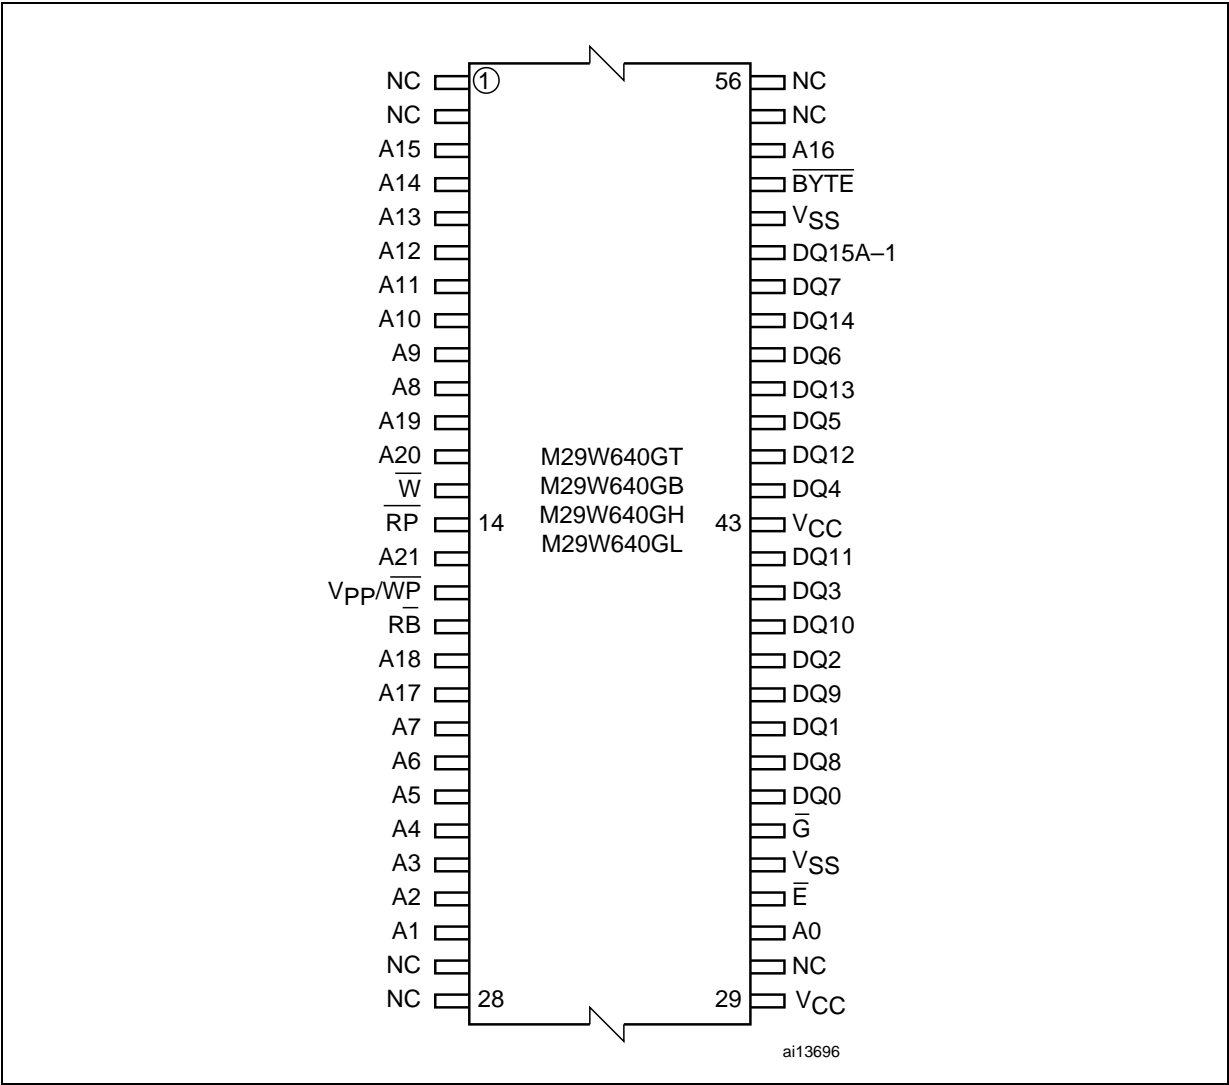 NC 1 56 NC
NC NC
A15 A16
A14 B̅Y̅T̅E̅
A13 VSS
A12 DQ15A–1
A11 DQ7
A10 DQ14
A9 DQ6
A8 DQ13
A19 DQ5
A20 M29W640GT DQ12
W̅ M29W640GB DQ4
R̅P̅ 14 M29W640GH 43 VCC
A21 M29W640GL DQ11
VPP/W̅P̅ DQ3
RB̅ DQ10
A18 DQ2
A17 DQ9
A7 DQ1
A6 DQ8
A5 DQ0
A4 G̅
A3 VSS
A2 E̅
A1 A0
NC NC
NC 28 29 VCC
ai13696